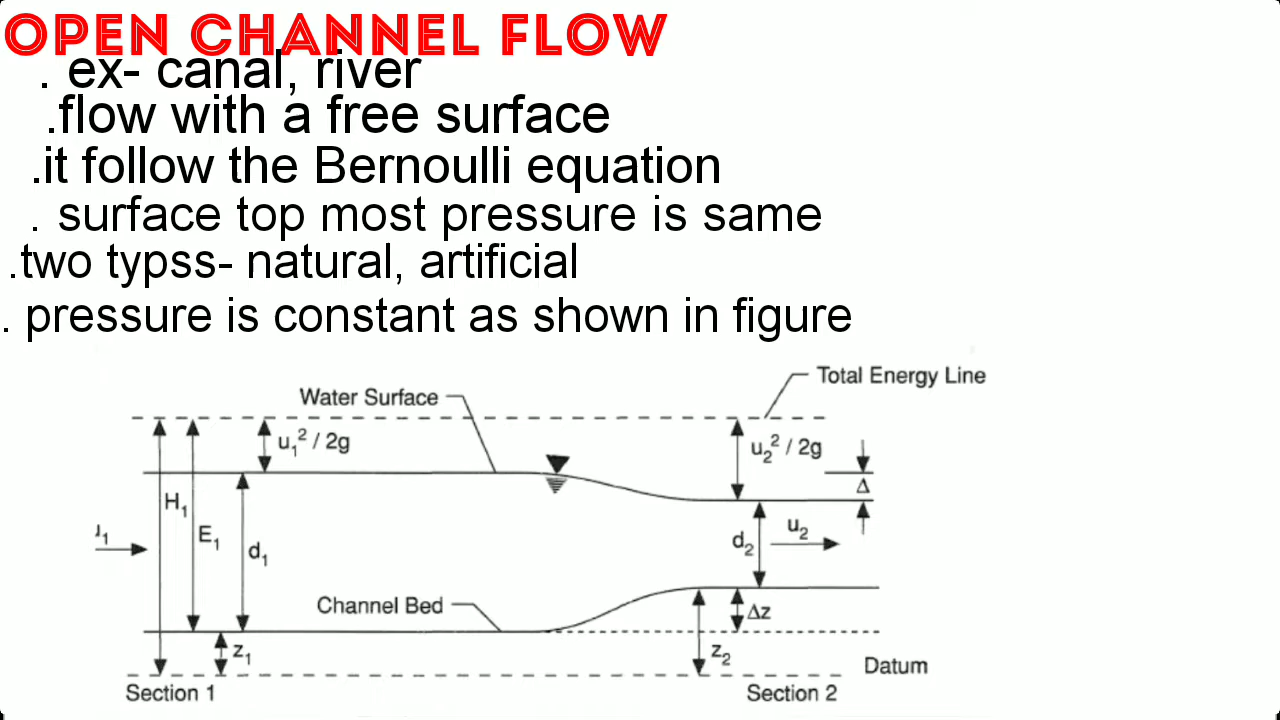 OPEN CHANNEL FLOW
. ex- canal, river
.flow with a free surface
.it follow the Bernoulli equation
. surface top most pressure is same
.two typss- natural, artificial
. pressure is constant as shown in figure
Total Energy Line
Water Surface
u₁² / 2g
u₂² / 2g
H₁
Δ
E₁
d₁
d₂
u₂
Channel Bed
Δz
z₁
z₂
Datum
Section 1
Section 2